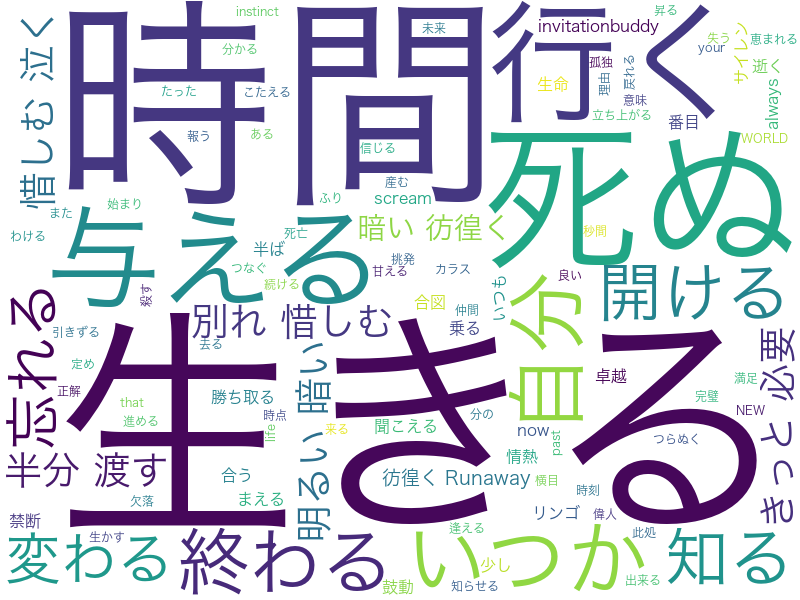 instinct
未来
昇る
時間
行く
invitationbuddy
失う
恵まれる
分かる
惜しむ 泣く
孤独
your
サイレン
戻れる
理由
逝く
たった
こたえる
生命
意味
always
立ち上がる
番目
報う
ある
死ぬ
WORLD
信じる
産む
ふり
scream
始まり
また
与える
暗い 彷徨く
わける
死亡
半ば
挑発
秒間
つなぐ
カラス
開ける
甘える
続ける
良い
いつも
自分
殺す
忘れる
合図
仲間
別れ 惜しむ
乗る
引きずる
去る
必要
きっと
生きる
明るい 暗い
定め
卓越
満足
正解
勝ち取る
完璧
that
時点
分の
NEW
進める
life
来る
聞こえる
now
past
つらぬく
半分 渡す
合う
情熱
彷徨く Runaway
横目
時刻
まえる
欠落
禁断
リンゴ
偉人
此処
生かす
逢える
変わる
終わる
いつか
知る
少し
鼓動
知らせる
出来る